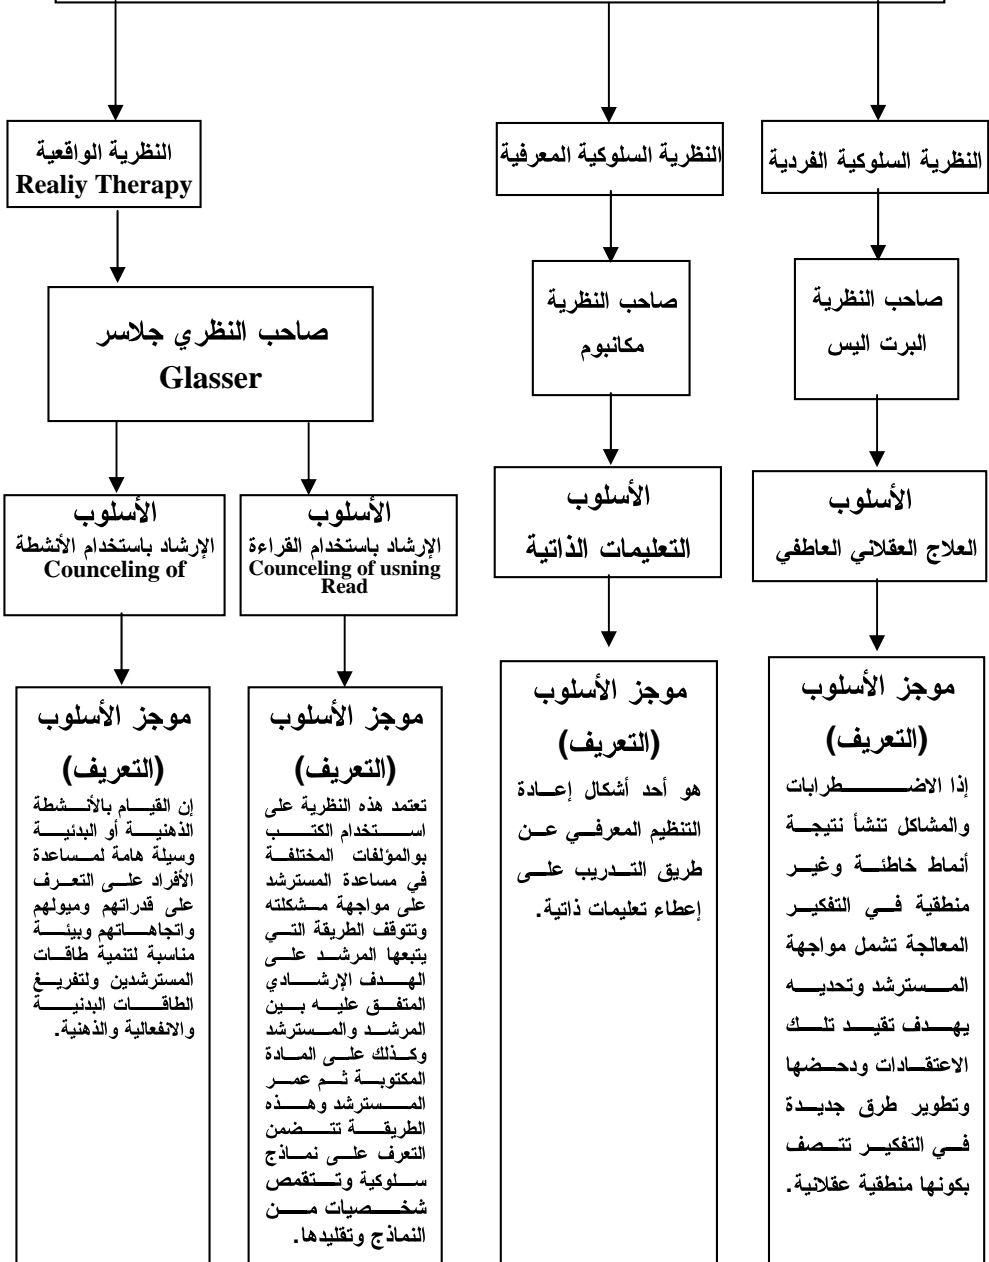 النظرية السلوكية الفردية
صاحب النظرية
البرت اليس
الأسلوب
العلاج العقلاني العاطفي
موجز الأسلوب
(التعريف)
إذا الاضطرابات
والمشاكل تنشأ نتيجة
أنماط خاطئة وغير
منطقية في التفكير
المعالجة تشمل مواجهة
المسترشد وتحديه
يهدف تقيد تلك
الاعتقادات ودحضها
وتطوير طرق جديدة
في التفكير تتصف
بكونها منطقية عقلانية.
النظرية السلوكية المعرفية
صاحب النظرية
مكانبوم
الأسلوب
التعليمات الذاتية
موجز الأسلوب
(التعريف)
هو أحد أشكال إعادة
التنظيم المعرفي عن
طريق التدريب على
إعطاء تعليمات ذاتية.
النظرية الواقعية
Realiy Therapy
صاحب النظري جلاسر
Glasser
الأسلوب
الإرشاد باستخدام القراءة
Counceling of usning
Read
موجز الأسلوب
(التعريف)
تعتمد هذه النظرية على
استخدام الكتب
بوالمؤلفات المختلفة
في مساعدة المسترشد
على مواجهة مشكلته
وتتوقف الطريقة التي
يتبعها المرشد على
الهدف الإرشادي
المتفق عليه بين
المرشد والمسترشد
وكذلك على المادة
المكتوبة ثم عمر
المسترشد وهذه
الطريقة تتضمن
التعرف على نماذج
سلوكية وتتقمص
شخصيات من
النماذج وتقليدها.
الأسلوب
الإرشاد باستخدام الأنشطة
Counceling of
موجز الأسلوب
(التعريف)
إن القيام بالأنشطة
الذهنية أو البدئية
وسيلة هامة لمساعدة
الأفراد على التعرف
على قدراتهم وميولهم
واتجاهاتهم وبيئة
مناسبة لتنمية طاقات
المسترشدين ولتفريغ
الطاقات البدنية
والانفعالية والذهنية.